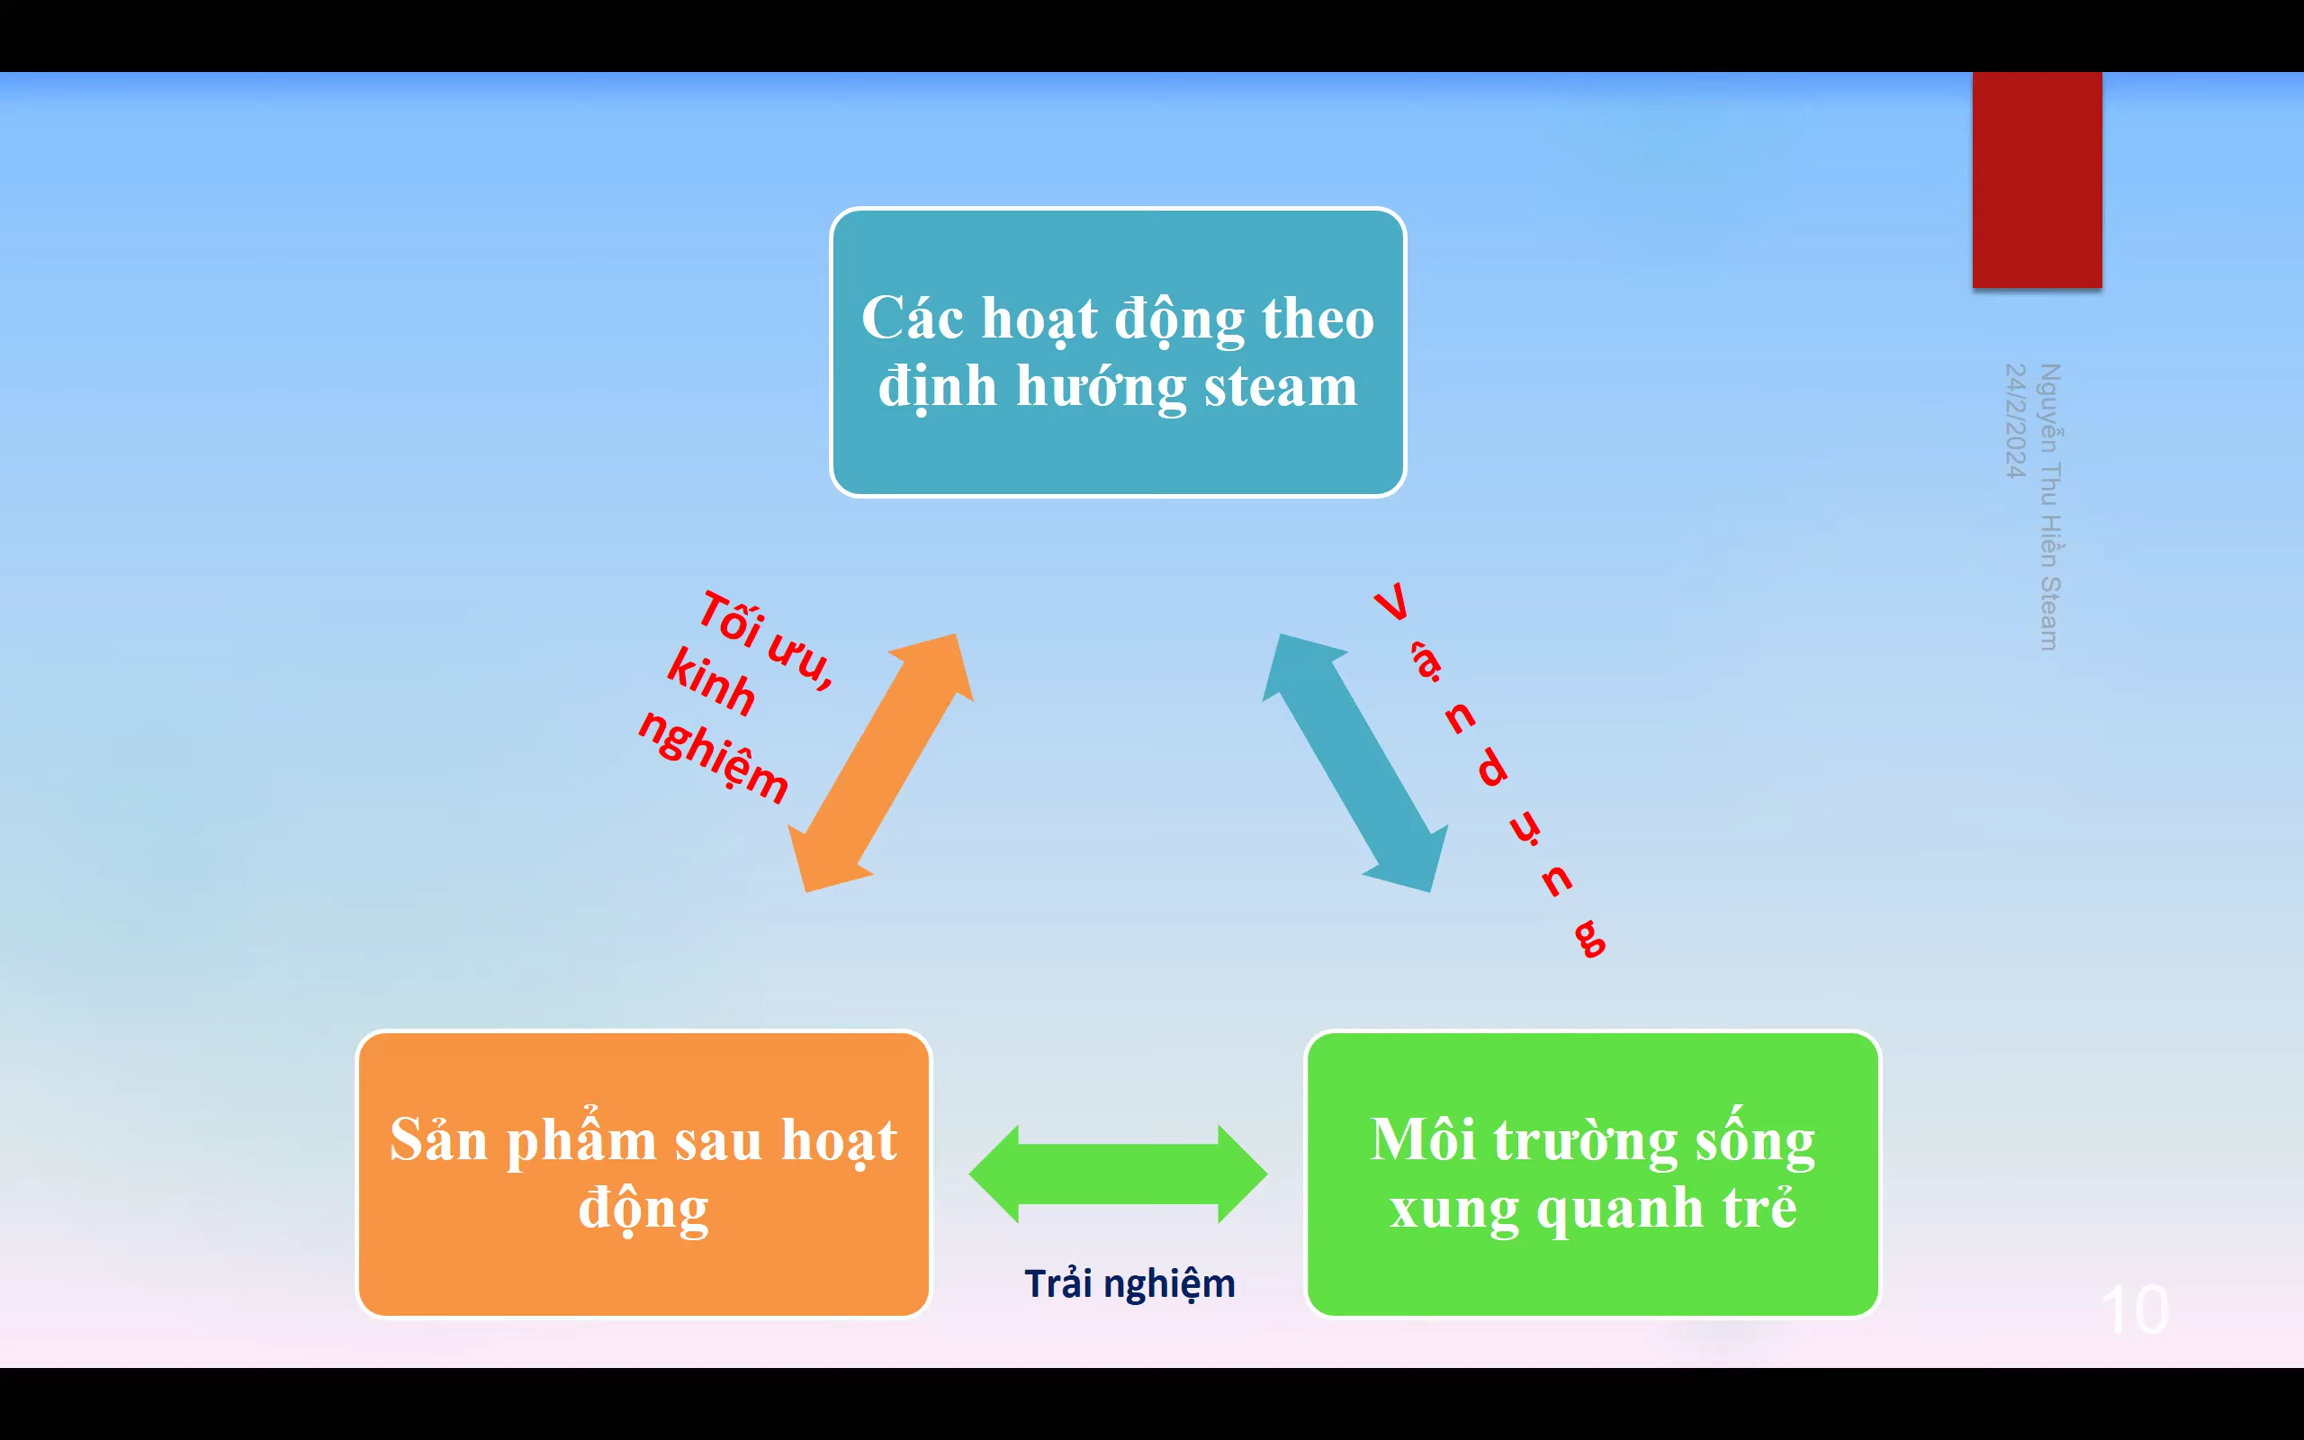 Các hoạt động theo
định hướng steam
Nguyễn Thu Hiền Steam
24/2/2024
Tối ưu,
kinh
nghiệm
Vận dụng
Sản phẩm sau hoạt
động
Môi trường sống
xung quanh trẻ
Trải nghiệm
10